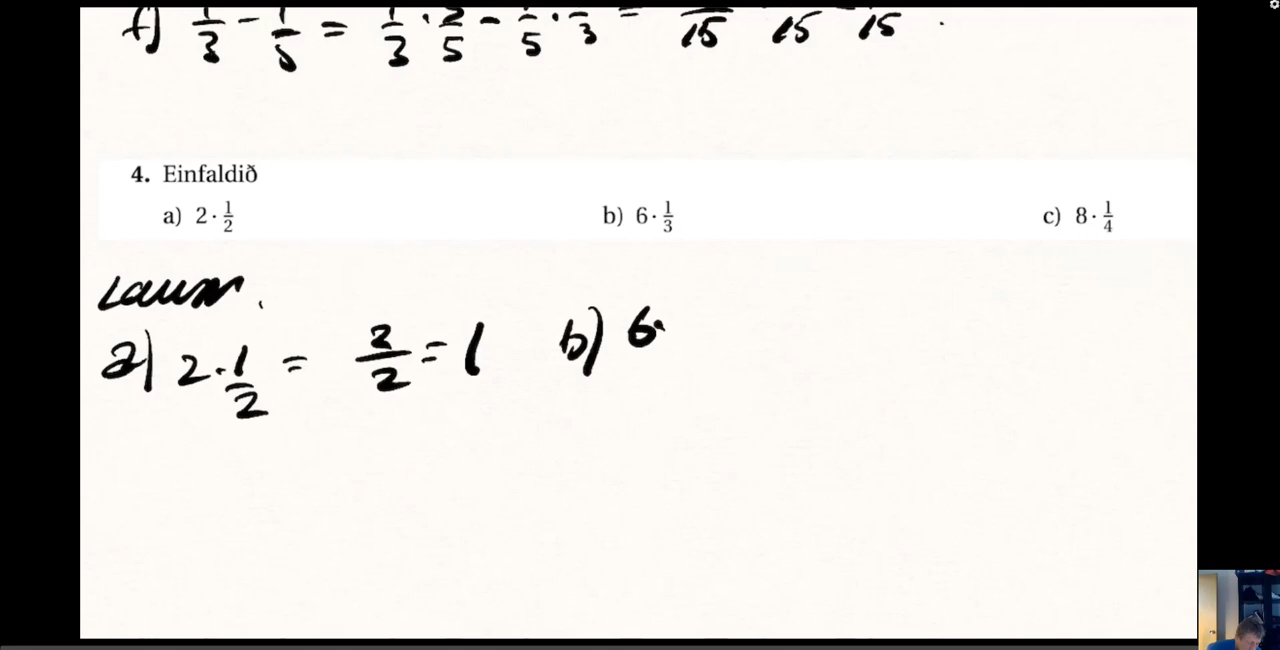 f) 1/3 - 1/5 = 1/3 · 5/5 - 1/5 · 3/3 = 15 15 15 .
4. Einfaldið
a) 2 · 1/2 b) 6 · 1/3 c) 8 · 1/4
Lausn.
a) 2 · 1/2 = 2/2 = 1 b) 6·